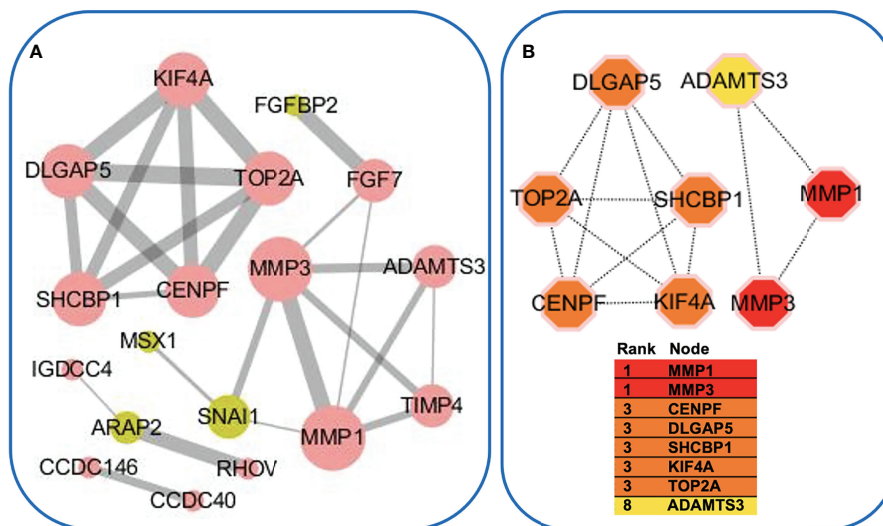 A
KIF4A
FGFBP2
DLGAP5
TOP2A
FGF7
MMP3
ADAMTS3
SHCBP1
CENPF
MSX1
IGDCC4
SNAI1
TIMP4
ARAP2
MMP1
CCDC146
RHOV
CCDC40
B
DLGAP5
ADAMTS3
TOP2A
SHCBP1
MMP1
CENPF
KIF4A
MMP3
Rank Node
1 MMP1
1 MMP3
3 CENPF
3 DLGAP5
3 SHCBP1
3 KIF4A
3 TOP2A
8 ADAMTS3